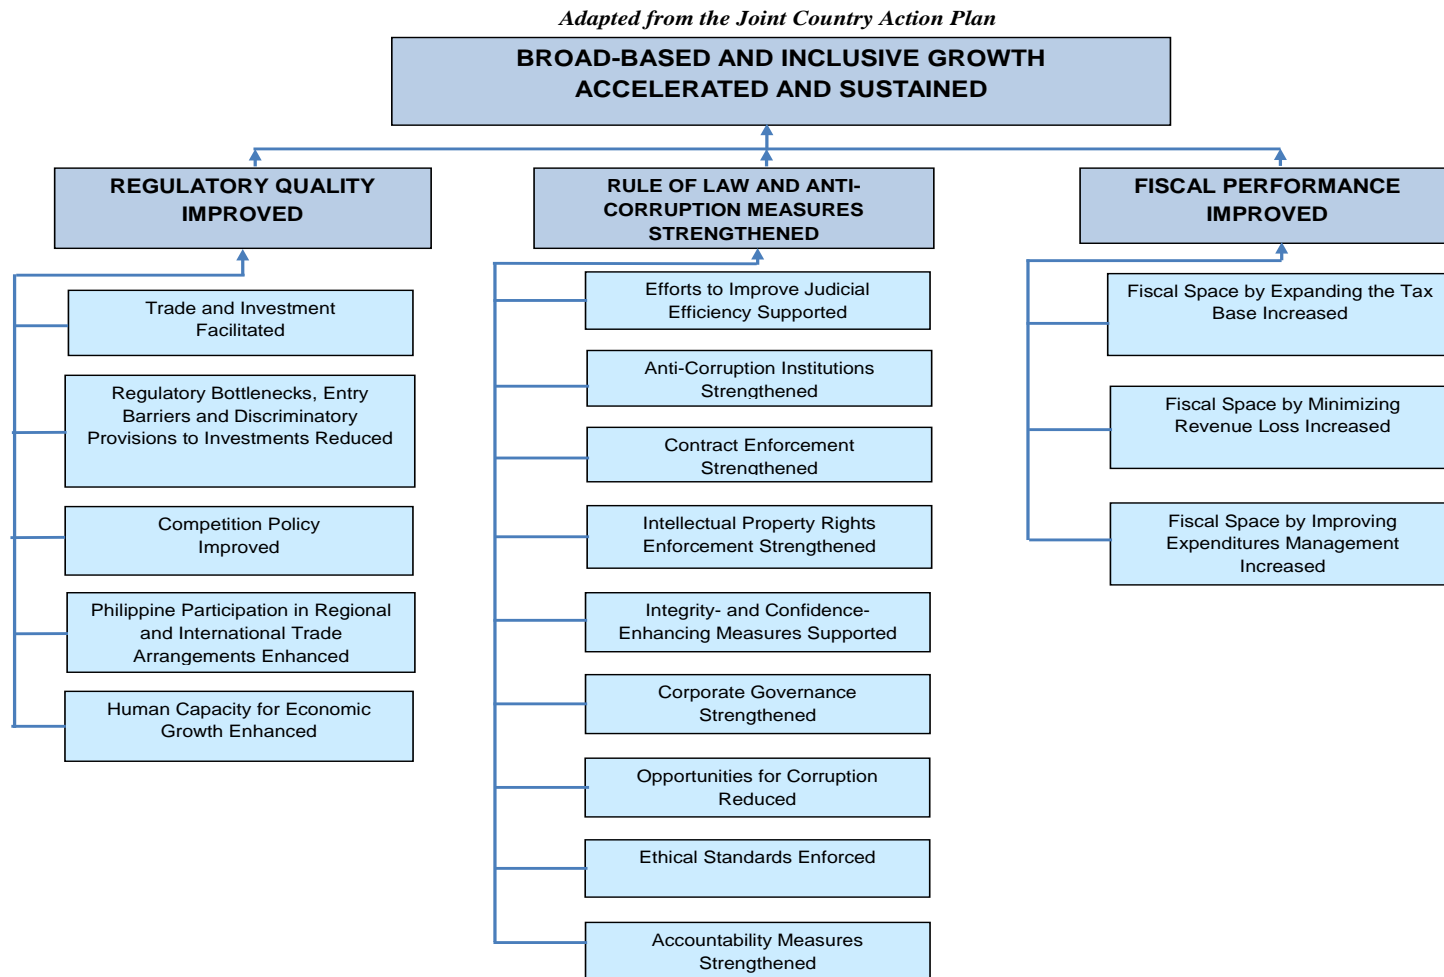 Adapted from the Joint Country Action Plan
BROAD-BASED AND INCLUSIVE GROWTH
ACCELERATED AND SUSTAINED
REGULATORY QUALITY
IMPROVED
Trade and Investment
Facilitated
Regulatory Bottlenecks, Entry
Barriers and Discriminatory
Provisions to Investments Reduced
Competition Policy
Improved
Philippine Participation in Regional
and International Trade
Arrangements Enhanced
Human Capacity for Economic
Growth Enhanced
RULE OF LAW AND ANTI-
CORRUPTION MEASURES
STRENGTHENED
Efforts to Improve Judicial
Efficiency Supported
Anti-Corruption Institutions
Strengthened
Contract Enforcement
Strengthened
Intellectual Property Rights
Enforcement Strengthened
Integrity- and Confidence-
Enhancing Measures Supported
Corporate Governance
Strengthened
Opportunities for Corruption
Reduced
Ethical Standards Enforced
Accountability Measures
Strengthened
FISCAL PERFORMANCE
IMPROVED
Fiscal Space by Expanding the Tax
Base Increased
Fiscal Space by Minimizing
Revenue Loss Increased
Fiscal Space by Improving
Expenditures Management
Increased